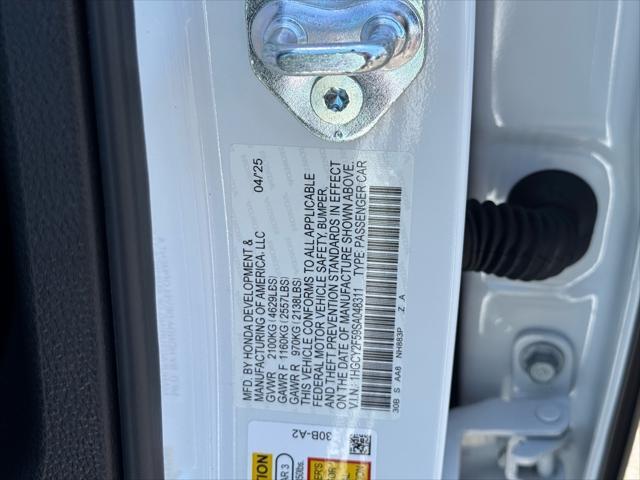 MFD. BY HONDA DEVELOPMENT &
MANUFACTURING OF AMERICA, LLC 04/'25
GVWR 2100KG(4629LBS)
GAWR F 1160KG(2557LBS)
GAWR R 970KG(2138LBS)
THIS VEHICLE CONFORMS TO ALL APPLICABLE
FEDERAL MOTOR VEHICLE SAFETY, BUMPER,
AND THEFT PREVENTION STANDARDS IN EFFECT
ON THE DATE OF MANUFACTURE SHOWN ABOVE.
V.I.N.: 1HGCY2F59SA048311 TYPE PASSENGER CAR
30B S AA8 NH883P Z A
30B-A2